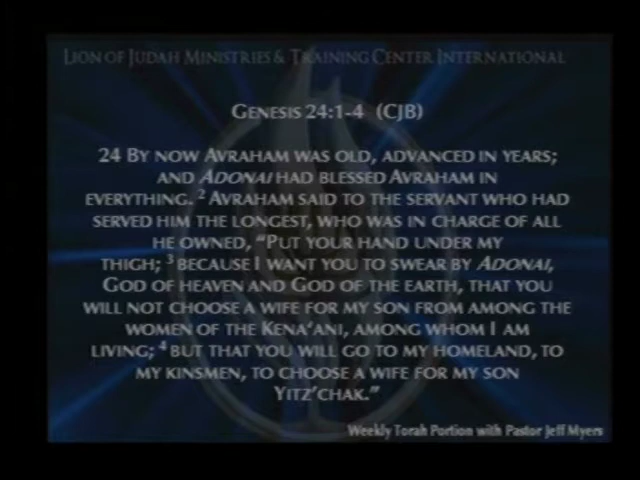 Lion of Judah Ministries & Training Center International
Genesis 24:1-4 (CJB)
24 By now Avraham was old, advanced in years;
and Adonai had blessed Avraham in
everything. 2 Avraham said to the servant who had
served him the longest, who was in charge of all
he owned, "Put your hand under my
thigh; 3 because I want you to swear by Adonai,
God of heaven and God of the earth, that you
will not choose a wife for my son from among the
women of the Kena'ani, among whom I am
living; 4 but that you will go to my homeland, to
my kinsmen, to choose a wife for my son
Yitz'chak."
Weekly Torah Portion with Pastor Jeff Myers